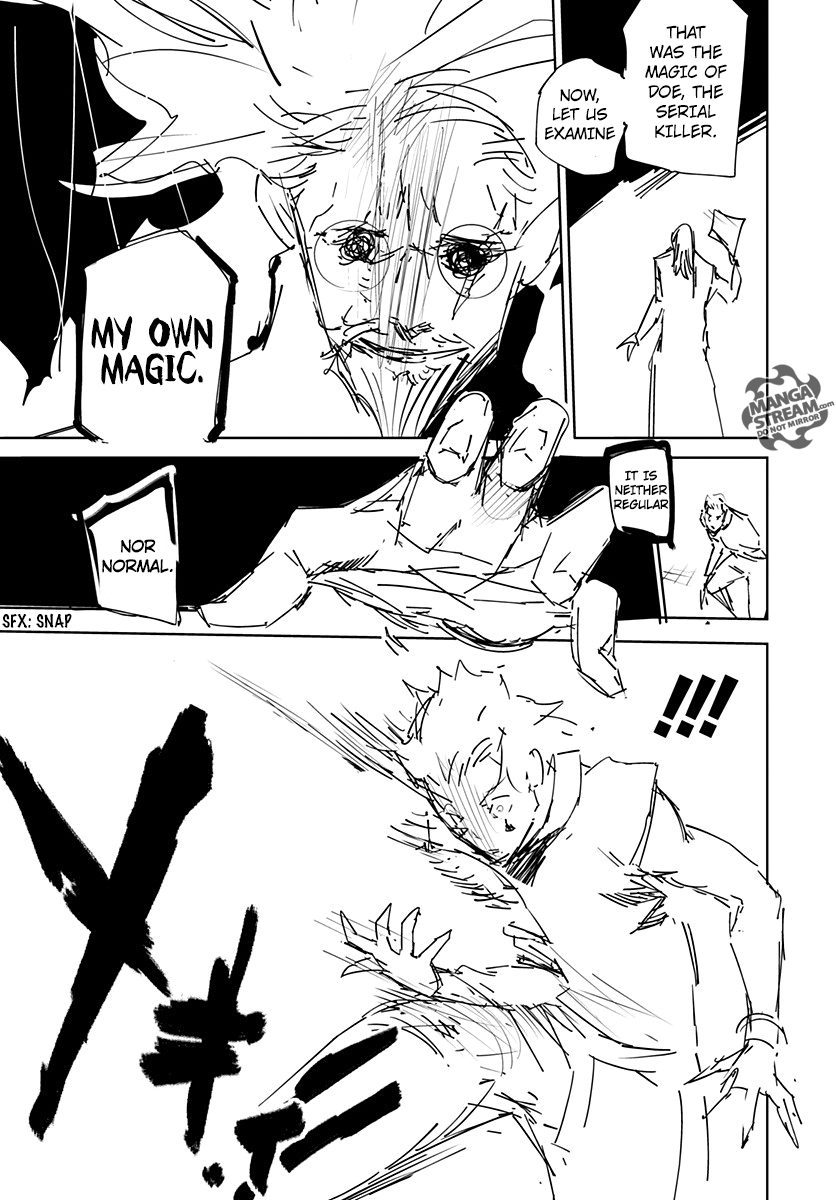 THAT
WAS THE
MAGIC OF
DOE, THE
SERIAL
KILLER.
NOW,
LET US
EXAMINE
MY OWN
MAGIC.
MANGA
STREAM.com
DO NOT MIRROR
IT IS
NEITHER
REGULAR
NOR
NORMAL.
SFX: SNAP
!!!
メキッ!!